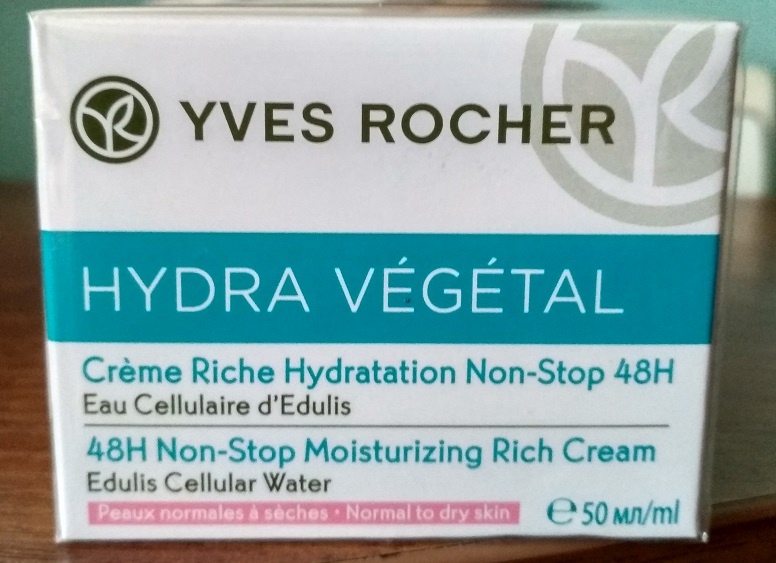 YVES ROCHER
HYDRA VÉGÉTAL
Crème Riche Hydratation Non-Stop 48H
Eau Cellulaire d'Edulis
48H Non-Stop Moisturizing Rich Cream
Edulis Cellular Water
Peaux normales à sèches • Normal to dry skin ℮ 50 мл/ml